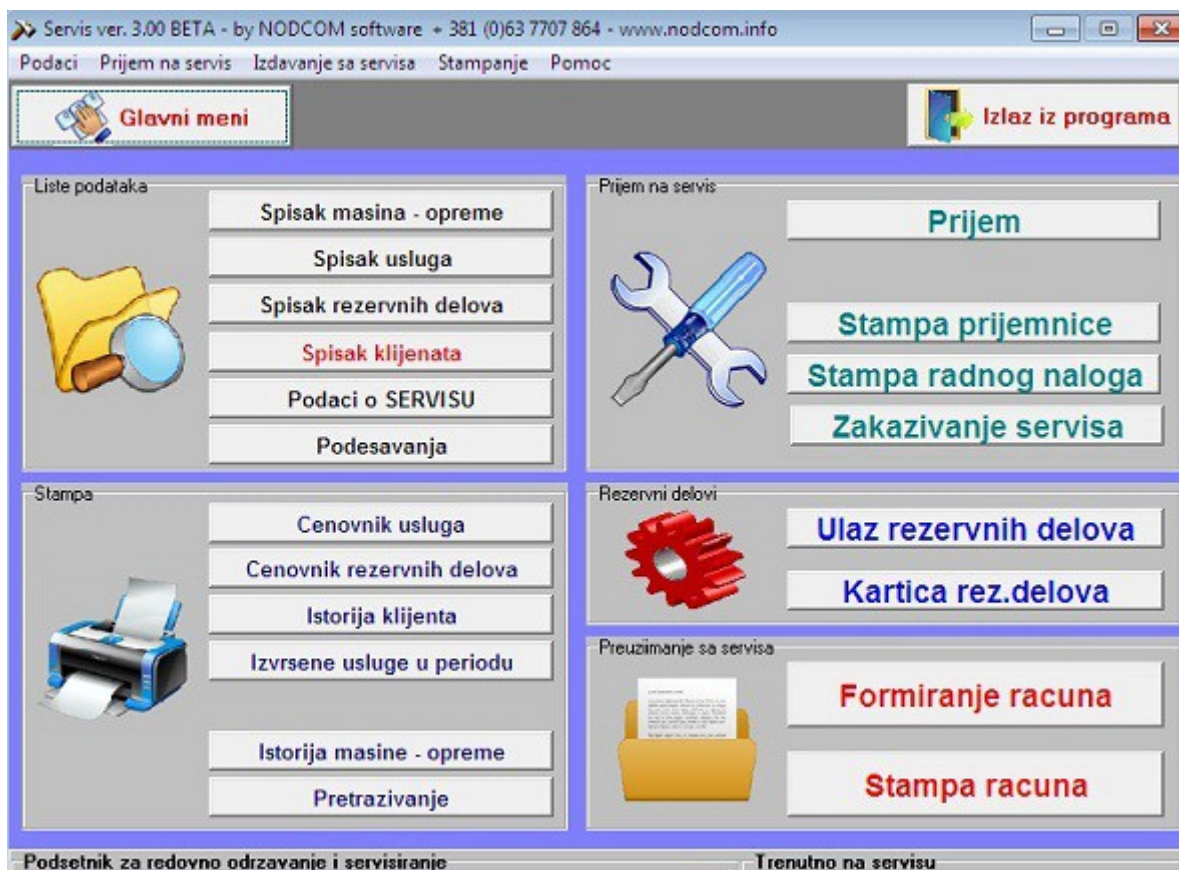 Servis ver. 3.00 BETA - by NODCOM software + 381 (0)63 7707 864 - www.nodcom.info
Podaci Prijem na servis Izdavanje sa servisa Stampanje Pomoc
Glavni meni
Izlaz iz programa
Liste podataka
Spisak masina - opreme
Spisak usluga
Spisak rezervnih delova
Spisak klijenata
Podaci o SERVISU
Podesavanja
Prijem na servis
Prijem
Stampa prijemnice
Stampa radnog naloga
Zakazivanje servisa
Stampa
Cenovnik usluga
Cenovnik rezervnih delova
Istorija klijenta
Izvrsene usluge u periodu
Istorija masine - opreme
Pretrazivanje
Rezervni delovi
Ulaz rezervnih delova
Kartica rez.delova
Preuziimanje sa servisa
Formiranje racuna
Stampa racuna
Podsetnik za redovno odrzavanje i servisiranje
Trenutno na servisu